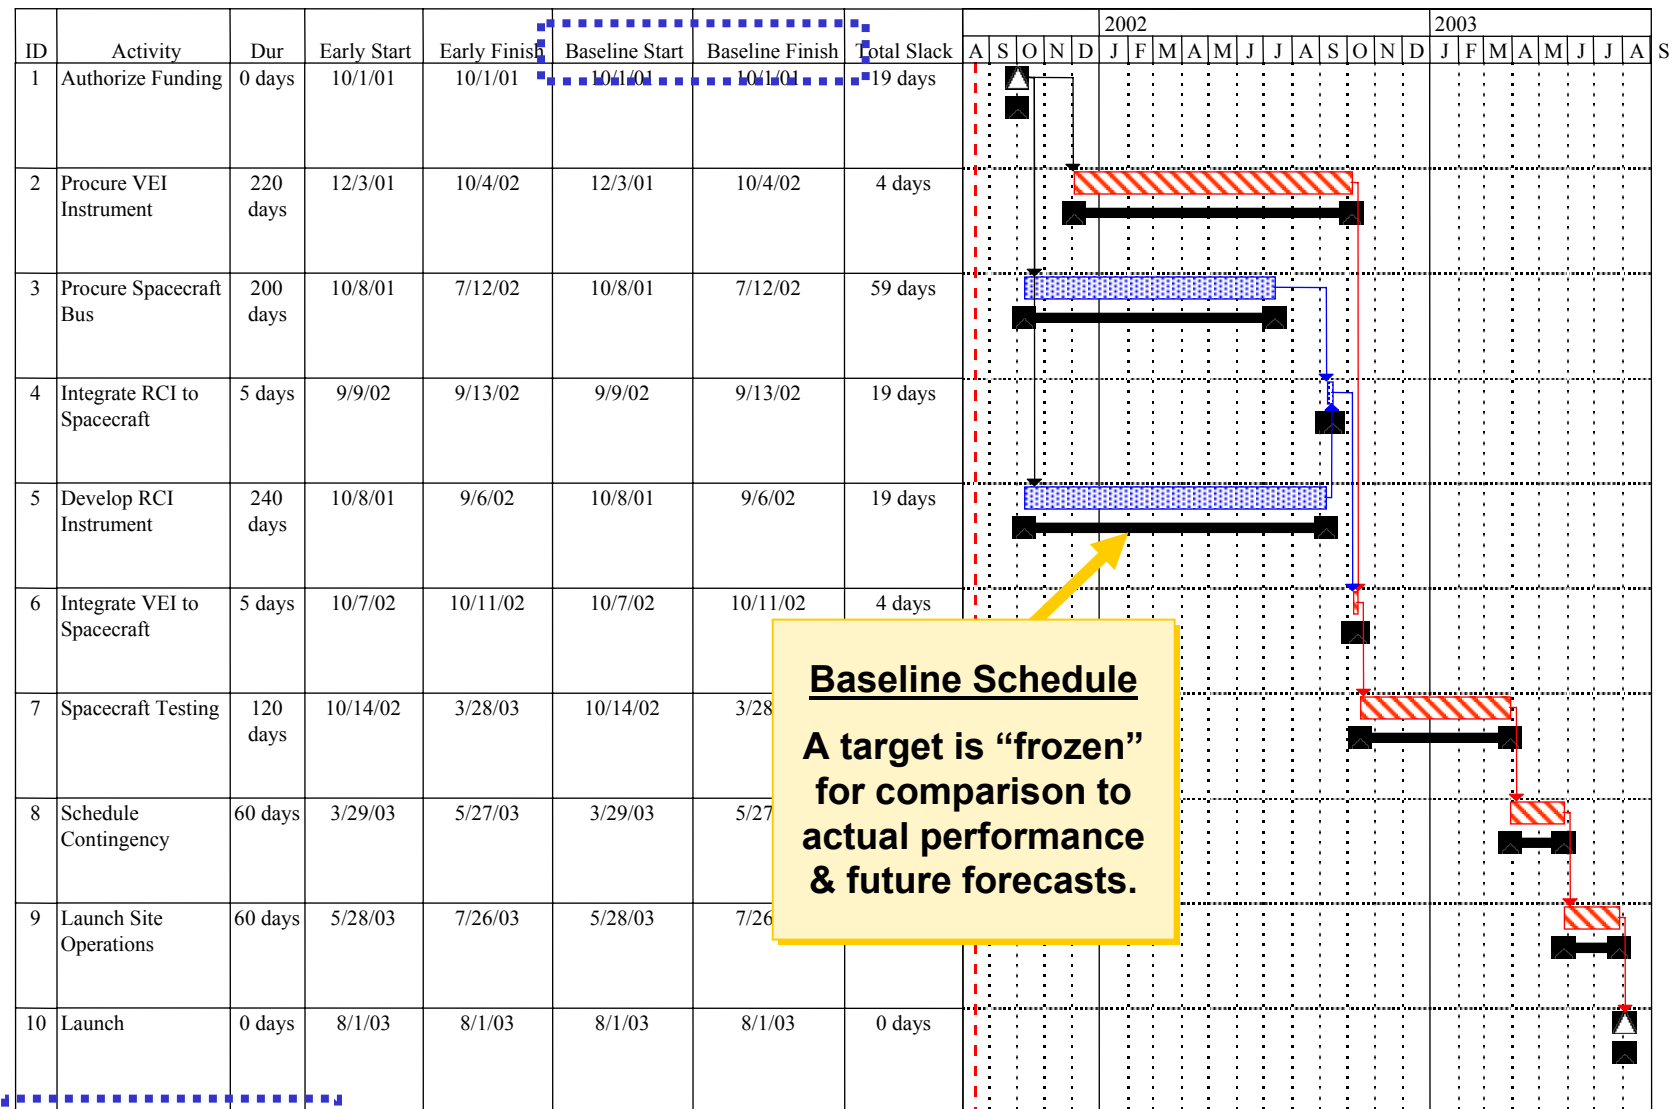 2002 2003
ID Activity Dur Early Start Early Finish Baseline Start Baseline Finish Total Slack A S O N D J F M A M J J A S O N D J F M A M J J A S
1 Authorize Funding 0 days 10/1/01 10/1/01 10/1/01 10/1/01 19 days
2 Procure VEI 220 12/3/01 10/4/02 12/3/01 10/4/02 4 days
Instrument days
3 Procure Spacecraft 200 10/8/01 7/12/02 10/8/01 7/12/02 59 days
Bus days
4 Integrate RCI to 5 days 9/9/02 9/13/02 9/9/02 9/13/02 19 days
Spacecraft
5 Develop RCI 240 10/8/01 9/6/02 10/8/01 9/6/02 19 days
Instrument days
6 Integrate VEI to 5 days 10/7/02 10/11/02 10/7/02 10/11/02 4 days
Spacecraft
Baseline Schedule
7 Spacecraft Testing 120 10/14/02 3/28/03 10/14/02 3/28
days
A target is “frozen”
for comparison to
8 Schedule 60 days 3/29/03 5/27/03 3/29/03 5/27
Contingency
actual performance
& future forecasts.
9 Launch Site 60 days 5/28/03 7/26/03 5/28/03 7/26
Operations
10 Launch 0 days 8/1/03 8/1/03 8/1/03 8/1/03 0 days